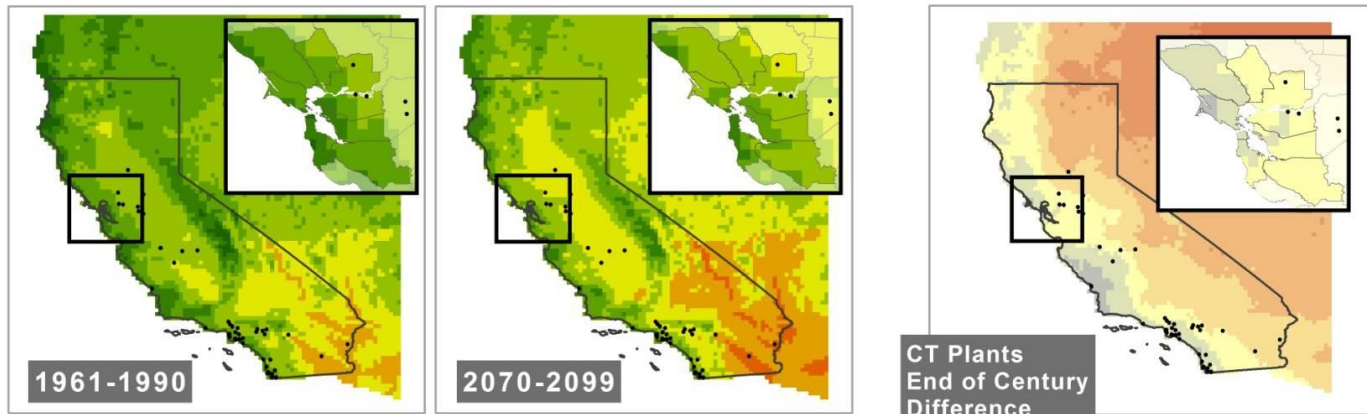 1961-1990
2070-2099
CT Plants
End of Century
Difference